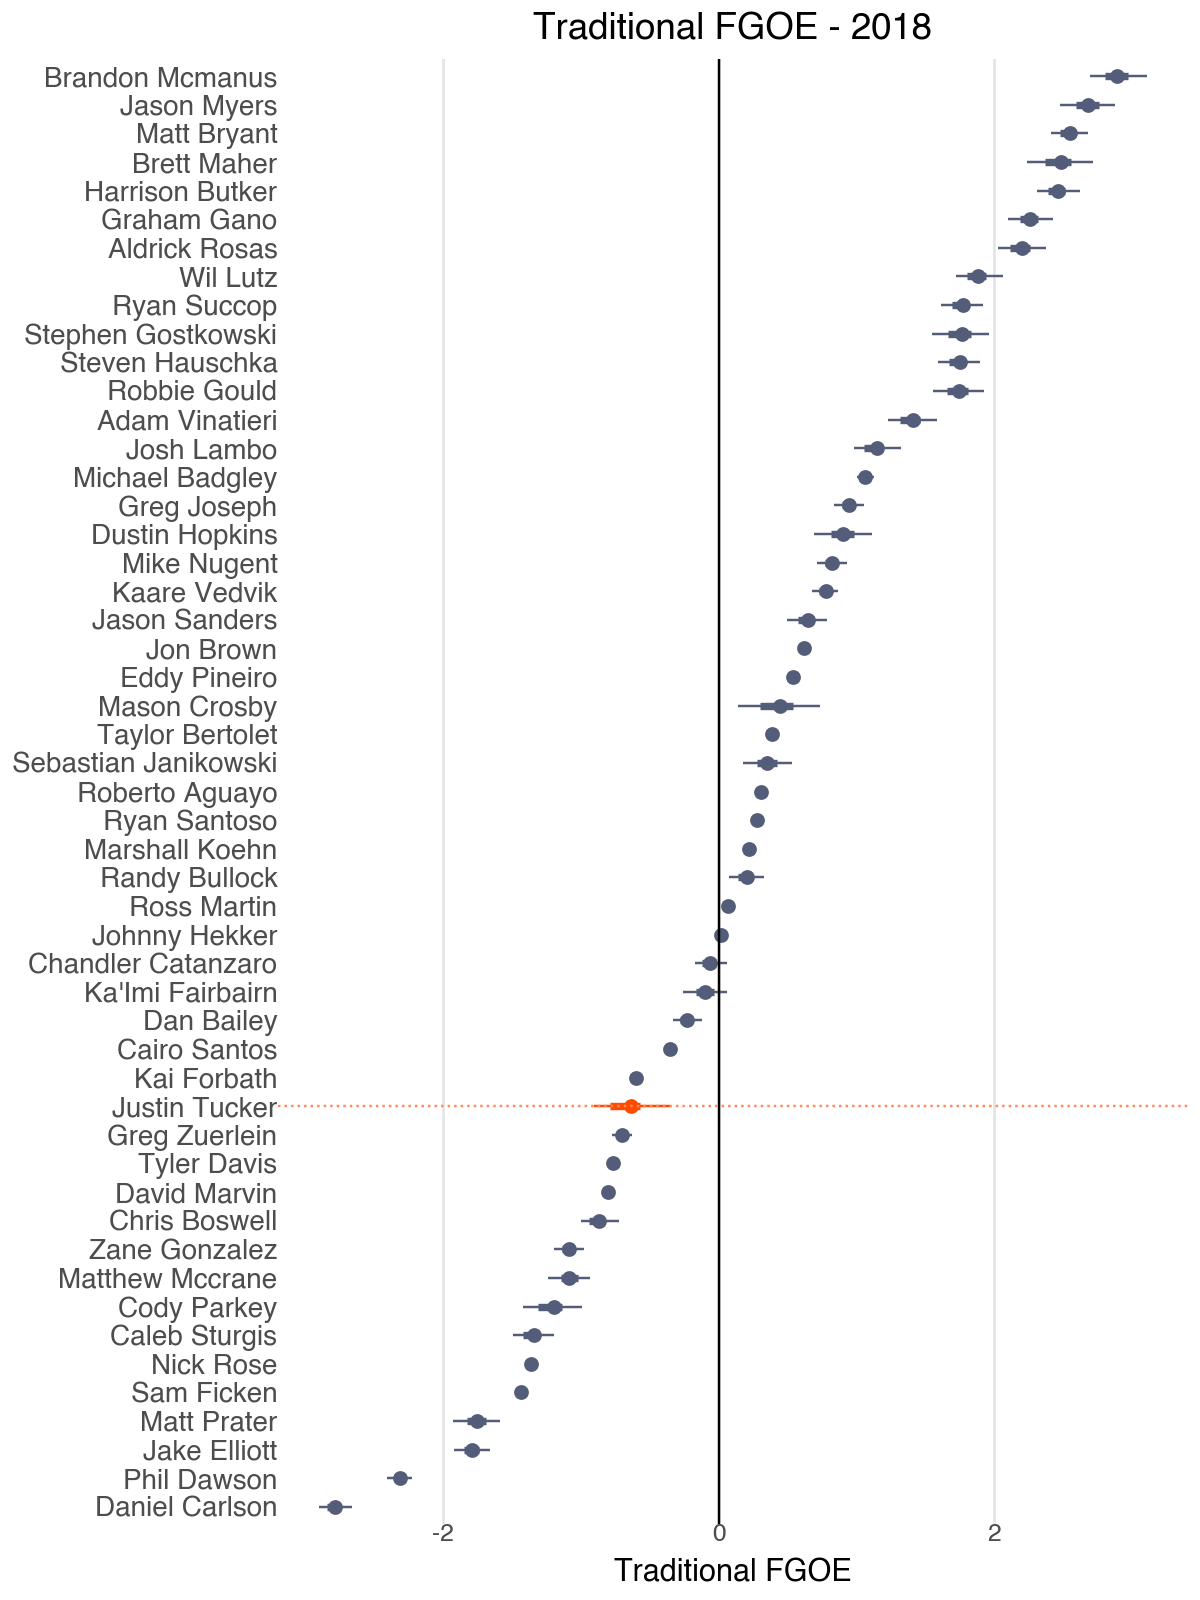 Traditional FGOE - 2018
Brandon Mcmanus
Jason Myers
Matt Bryant
Brett Maher
Harrison Butker
Graham Gano
Aldrick Rosas
Wil Lutz
Ryan Succop
Stephen Gostkowski
Steven Hauschka
Robbie Gould
Adam Vinatieri
Josh Lambo
Michael Badgley
Greg Joseph
Dustin Hopkins
Mike Nugent
Kaare Vedvik
Jason Sanders
Jon Brown
Eddy Pineiro
Mason Crosby
Taylor Bertolet
Sebastian Janikowski
Roberto Aguayo
Ryan Santoso
Marshall Koehn
Randy Bullock
Ross Martin
Johnny Hekker
Chandler Catanzaro
Ka'Imi Fairbairn
Dan Bailey
Cairo Santos
Kai Forbath
Justin Tucker
Greg Zuerlein
Tyler Davis
David Marvin
Chris Boswell
Zane Gonzalez
Matthew Mccrane
Cody Parkey
Caleb Sturgis
Nick Rose
Sam Ficken
Matt Prater
Jake Elliott
Phil Dawson
Daniel Carlson
-2 0 2
Traditional FGOE